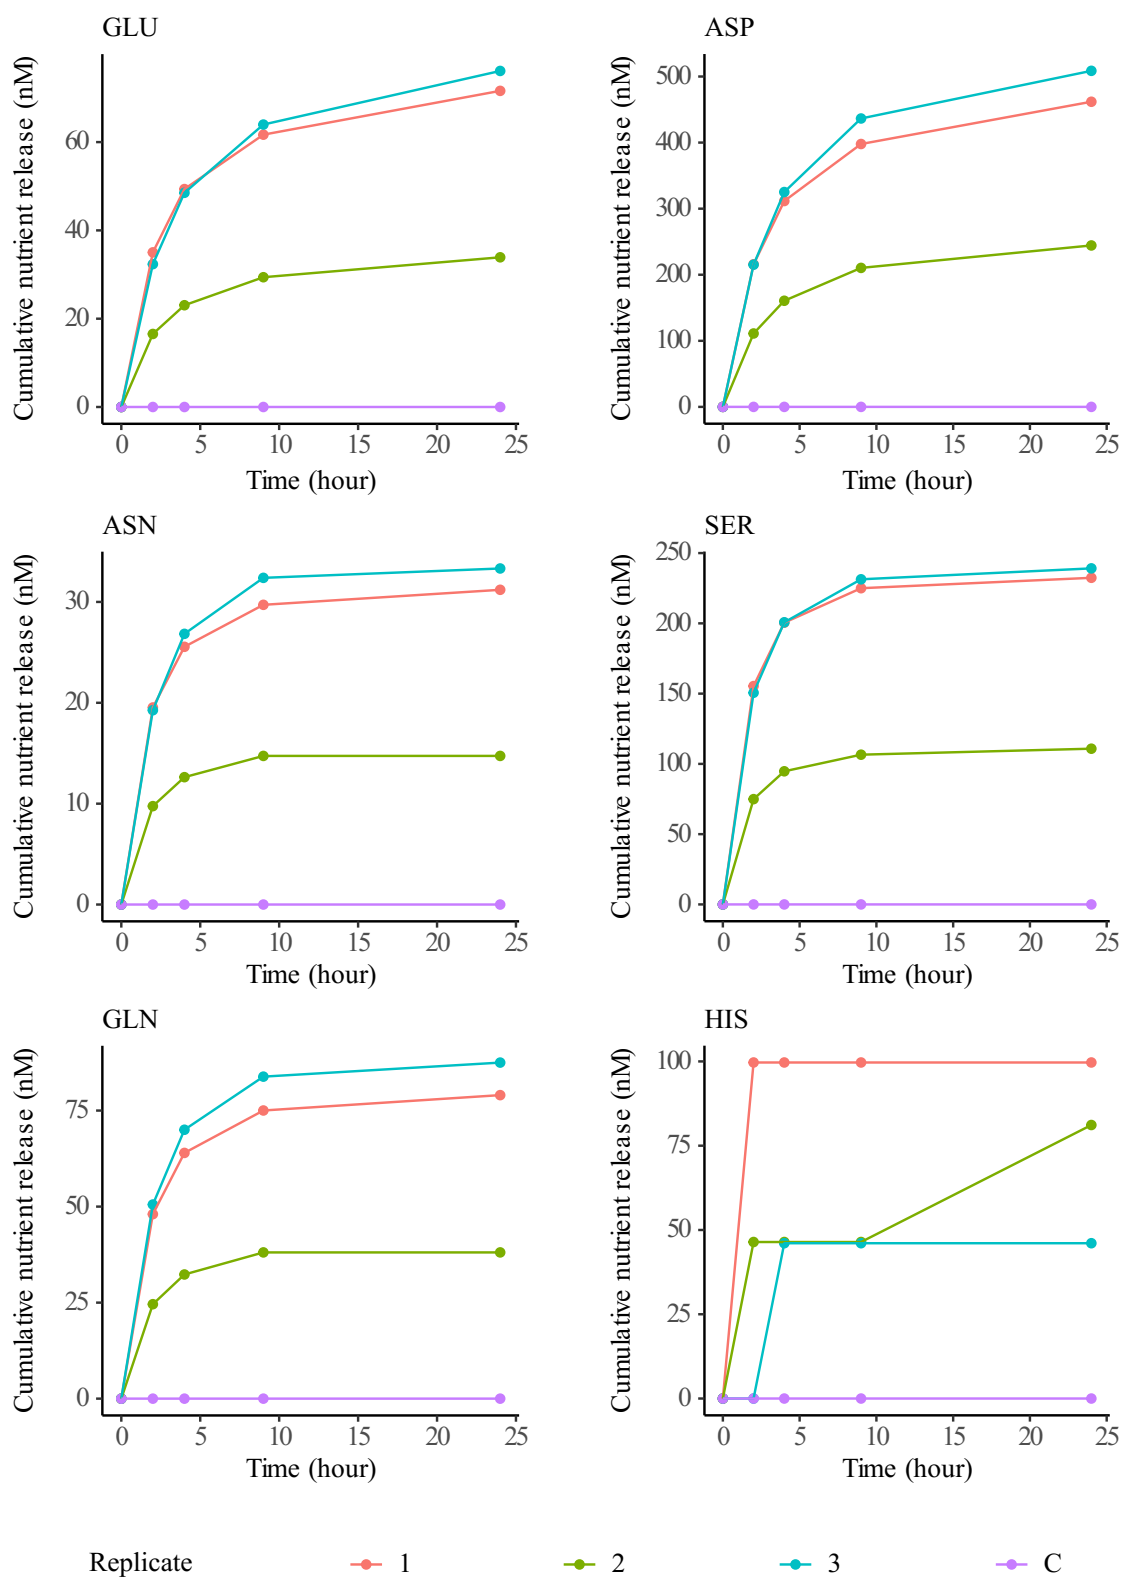 GLU
Cumulative nutrient release (nM)
60
40
20
0
0 5 10 15 20 25
Time (hour)
ASP
Cumulative nutrient release (nM)
500
400
300
200
100
0
0 5 10 15 20 25
Time (hour)
ASN
Cumulative nutrient release (nM)
30
20
10
0
0 5 10 15 20 25
Time (hour)
SER
Cumulative nutrient release (nM)
250
200
150
100
50
0
0 5 10 15 20 25
Time (hour)
GLN
Cumulative nutrient release (nM)
75
50
25
0
0 5 10 15 20 25
Time (hour)
HIS
Cumulative nutrient release (nM)
100
75
50
25
0
0 5 10 15 20 25
Time (hour)
Replicate 1 2 3 C